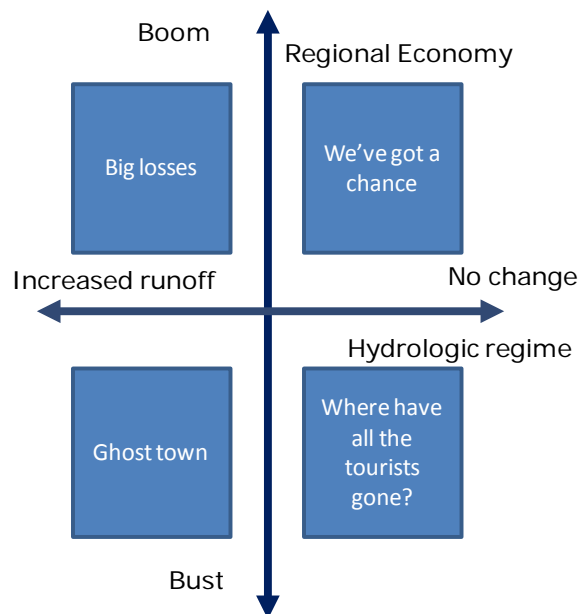 Boom
Regional Economy
Big losses
We’ve got a
chance
Increased runoff
No change
Hydrologic regime
Ghost town
Where have
all the
tourists
gone?
Bust